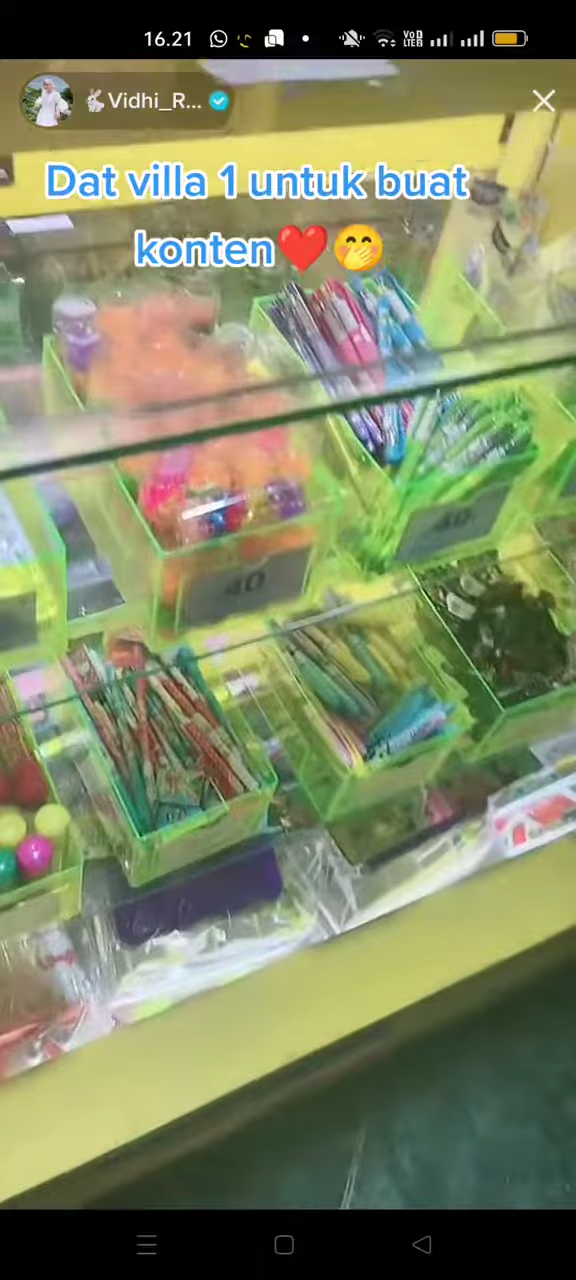 16.21
Vidhi_R...
Dat villa 1 untuk buat
konten❤️🤭
40
40